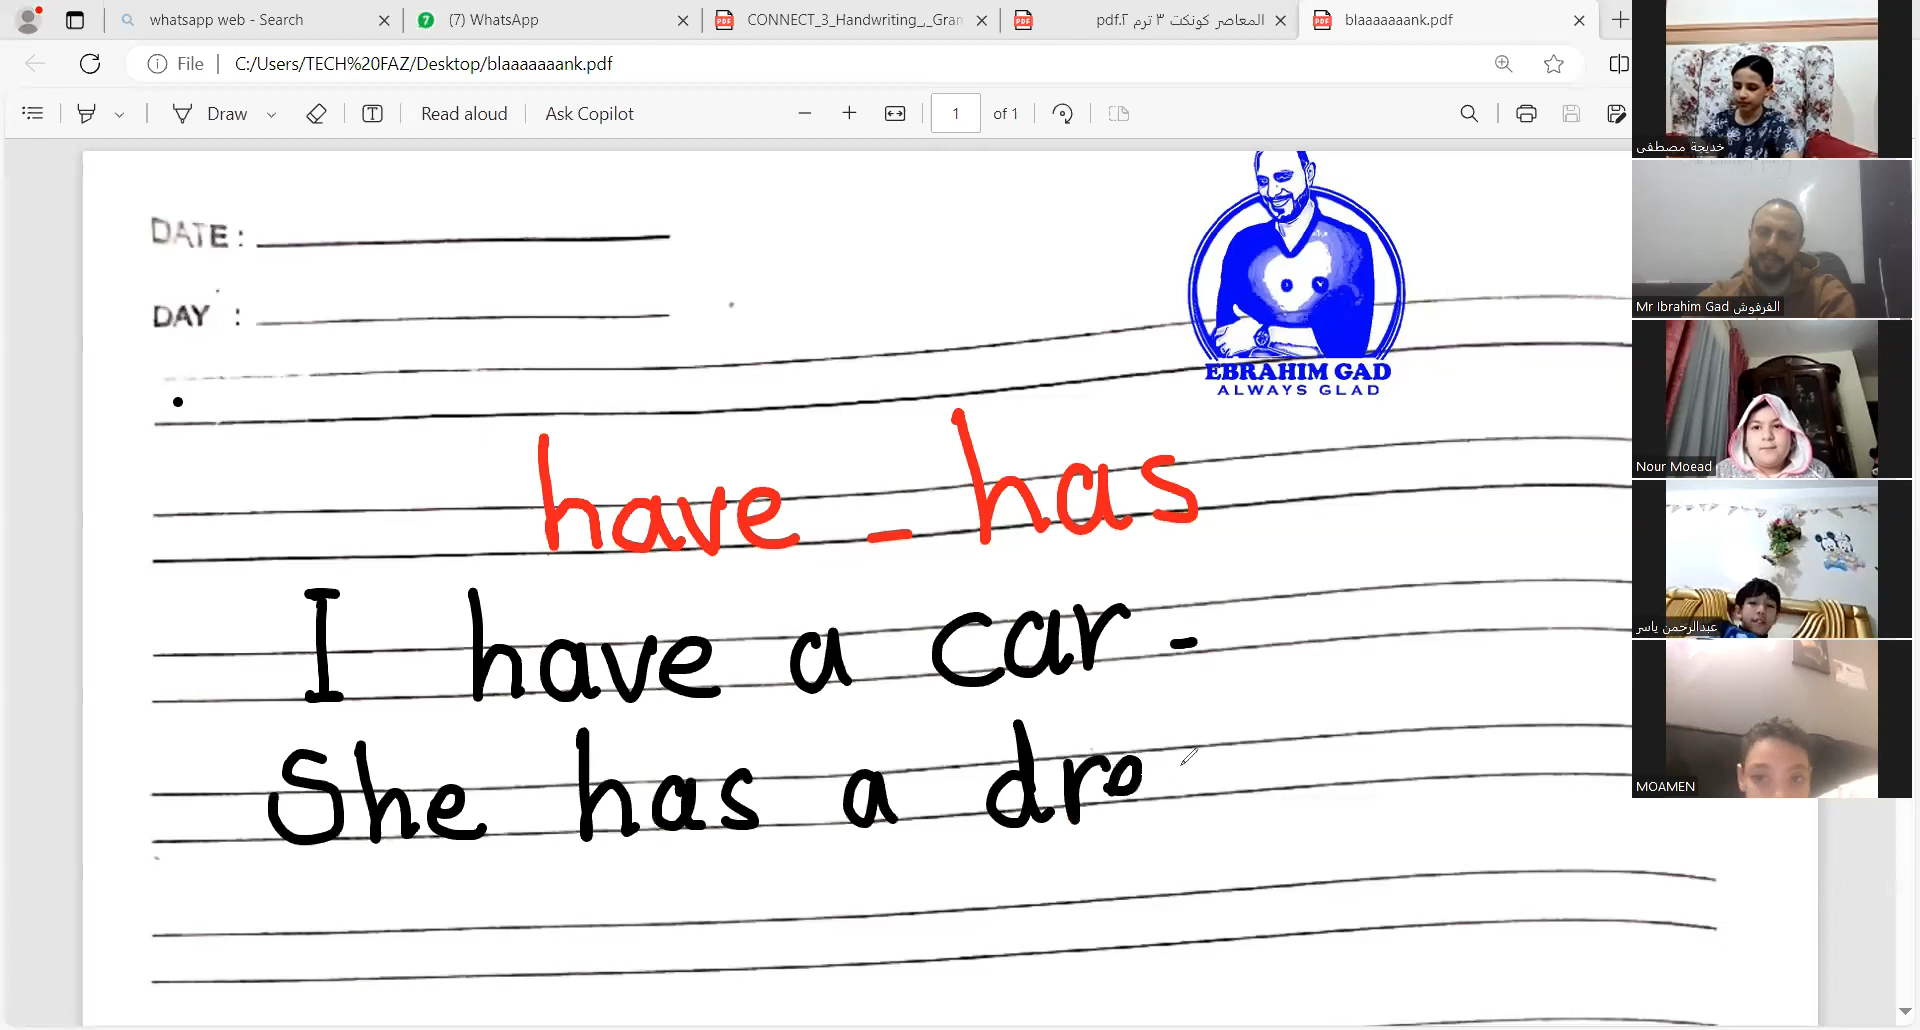 whatsapp web - Search
(7) WhatsApp
CONNECT_3_Handwriting_,_Gran
المعاصر كونكت ٣ ترم ٢.pdf
blaaaaaaank.pdf
File C:/Users/TECH%20FAZ/Desktop/blaaaaaaank.pdf
Draw Read aloud Ask Copilot 1 of 1
DATE :
DAY :
EBRAHIM GAD
ALWAYS GLAD
have - has
I have a car.
She has a dre
خديجة مصطفى
Mr Ibrahim Gad الفرفوش
Nour Moead
عبدالرحمن ياسر
MOAMEN